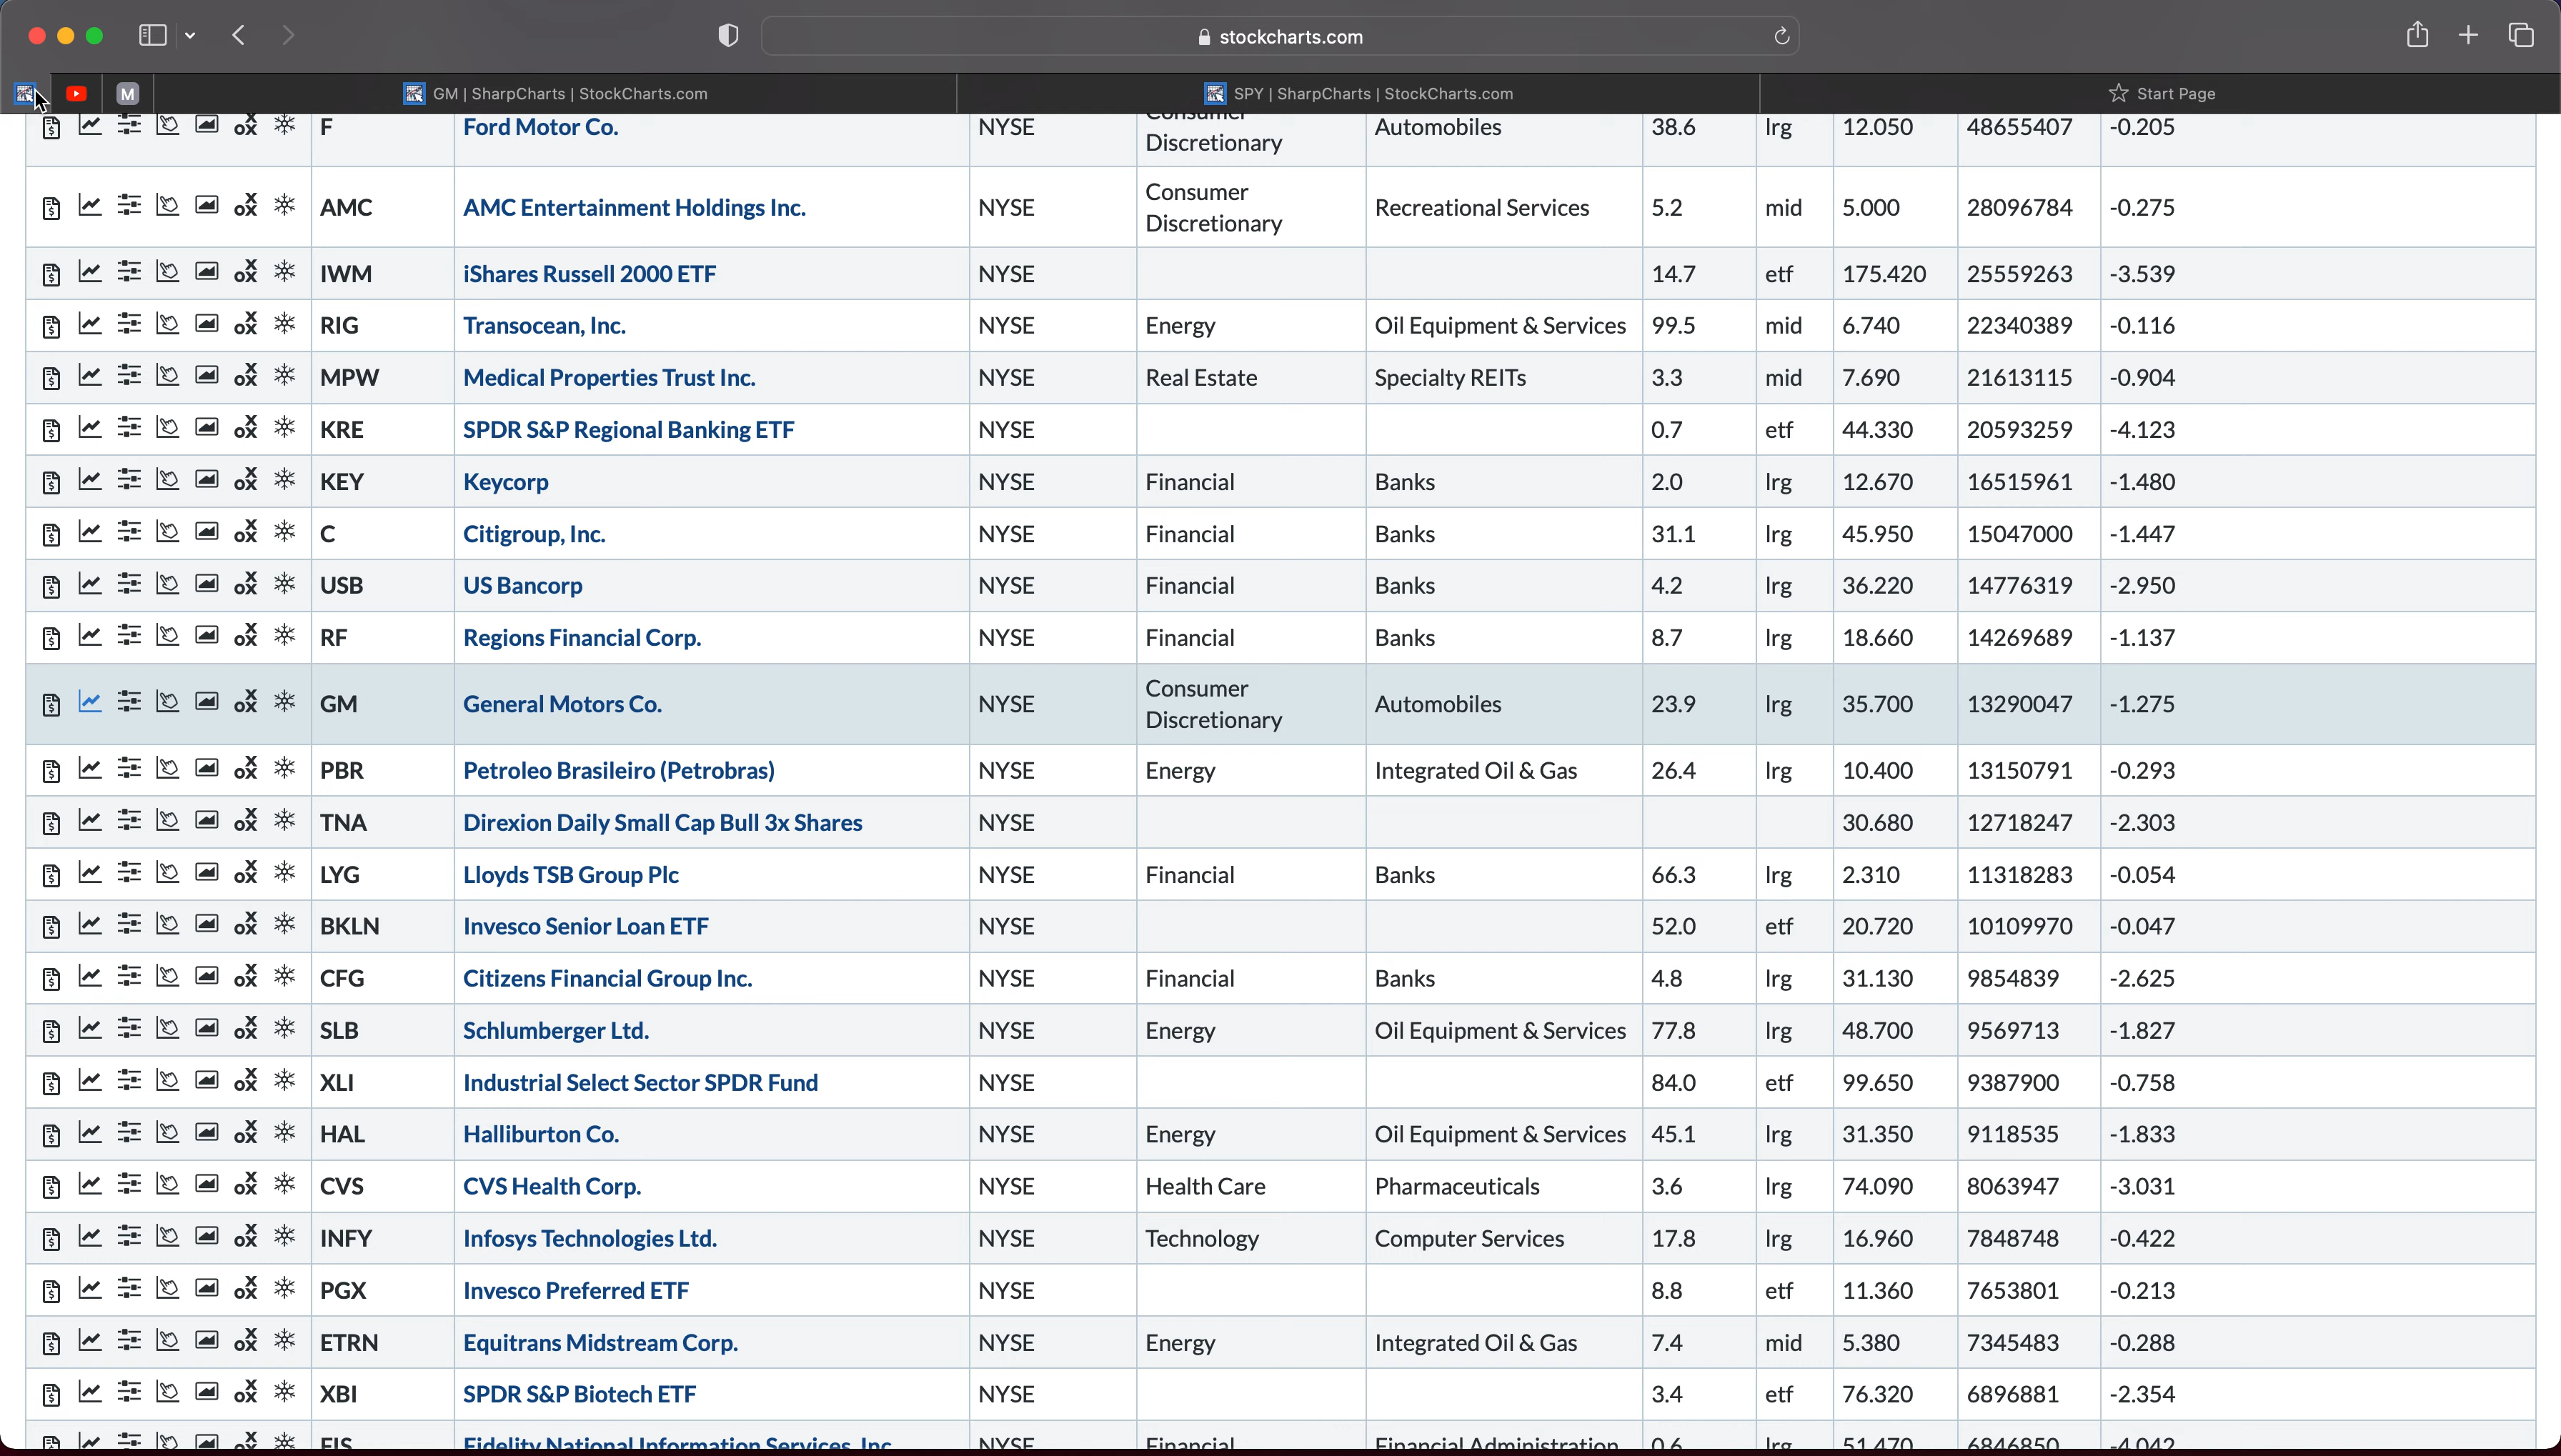 stockcharts.com
M
GM | SharpCharts | StockCharts.com
SPY | SharpCharts | StockCharts.com
Start Page
F Ford Motor Co. NYSE Consumer Discretionary Automobiles 38.6 lrg 12.050 48655407 -0.205
AMC AMC Entertainment Holdings Inc. NYSE Consumer Discretionary Recreational Services 5.2 mid 5.000 28096784 -0.275
IWM iShares Russell 2000 ETF NYSE 14.7 etf 175.420 25559263 -3.539
RIG Transocean, Inc. NYSE Energy Oil Equipment & Services 99.5 mid 6.740 22340389 -0.116
MPW Medical Properties Trust Inc. NYSE Real Estate Specialty REITs 3.3 mid 7.690 21613115 -0.904
KRE SPDR S&P Regional Banking ETF NYSE 0.7 etf 44.330 20593259 -4.123
KEY Keycorp NYSE Financial Banks 2.0 lrg 12.670 16515961 -1.480
C Citigroup, Inc. NYSE Financial Banks 31.1 lrg 45.950 15047000 -1.447
USB US Bancorp NYSE Financial Banks 4.2 lrg 36.220 14776319 -2.950
RF Regions Financial Corp. NYSE Financial Banks 8.7 lrg 18.660 14269689 -1.137
GM General Motors Co. NYSE Consumer Discretionary Automobiles 23.9 lrg 35.700 13290047 -1.275
PBR Petroleo Brasileiro (Petrobras) NYSE Energy Integrated Oil & Gas 26.4 lrg 10.400 13150791 -0.293
TNA Direxion Daily Small Cap Bull 3x Shares NYSE 30.680 12718247 -2.303
LYG Lloyds TSB Group Plc NYSE Financial Banks 66.3 lrg 2.310 11318283 -0.054
BKLN Invesco Senior Loan ETF NYSE 52.0 etf 20.720 10109970 -0.047
CFG Citizens Financial Group Inc. NYSE Financial Banks 4.8 lrg 31.130 9854839 -2.625
SLB Schlumberger Ltd. NYSE Energy Oil Equipment & Services 77.8 lrg 48.700 9569713 -1.827
XLI Industrial Select Sector SPDR Fund NYSE 84.0 etf 99.650 9387900 -0.758
HAL Halliburton Co. NYSE Energy Oil Equipment & Services 45.1 lrg 31.350 9118535 -1.833
CVS CVS Health Corp. NYSE Health Care Pharmaceuticals 3.6 lrg 74.090 8063947 -3.031
INFY Infosys Technologies Ltd. NYSE Technology Computer Services 17.8 lrg 16.960 7848748 -0.422
PGX Invesco Preferred ETF NYSE 8.8 etf 11.360 7653801 -0.213
ETRN Equitrans Midstream Corp. NYSE Energy Integrated Oil & Gas 7.4 mid 5.380 7345483 -0.288
XBI SPDR S&P Biotech ETF NYSE 3.4 etf 76.320 6896881 -2.354
FIS Fidelity National Information Services, Inc NYSE Financial Financial Administration 0.6 lrg 51.470 6846850 -4.042